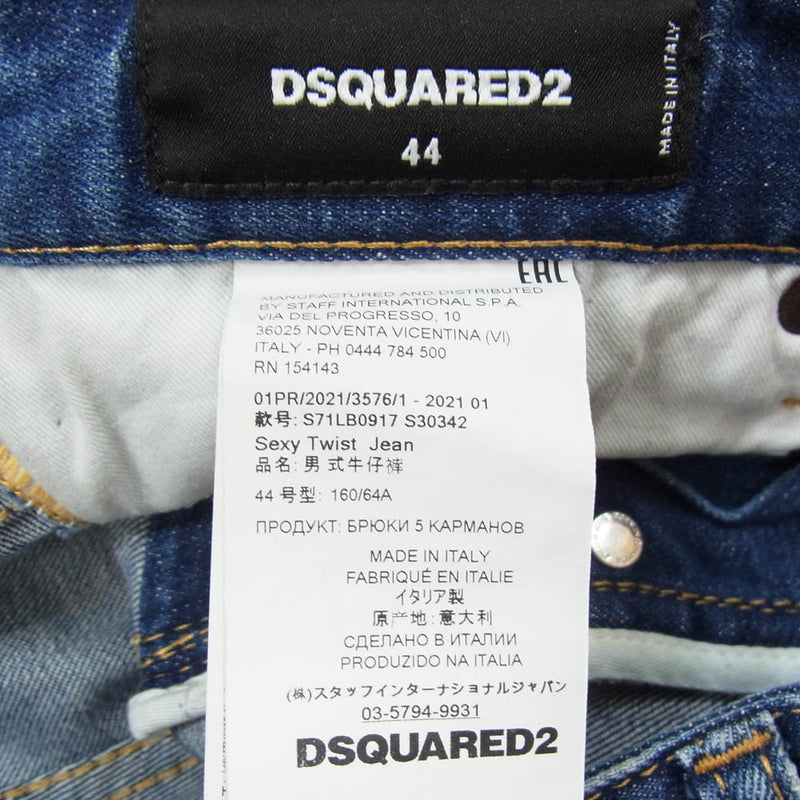 DSQUARED2
44
MADE IN ITALY
EAC
MANUFACTURED AND DISTRIBUTED
BY STAFF INTERNATIONAL S.P.A.
VIA DEL PROGRESSO, 10
36025 NOVENTA VICENTINA (VI)
ITALY - PH 0444 784 500
RN 154143
01PR/2021/3576/1 - 2021 01
款号: S71LB0917 S30342
Sexy Twist Jean
品名: 男式牛仔裤
44 号型: 160/64A
ПРОДУКТ: БРЮКИ 5 КАРМАНОВ
MADE IN ITALY
FABRIQUÉ EN ITALIE
イタリア製
原产地: 意大利
СДЕЛАНО В ИТАЛИИ
PRODUZIDO NA ITALIA
(株)スタッフインターナショナルジャパン
03-5794-9931
DSQUARED2